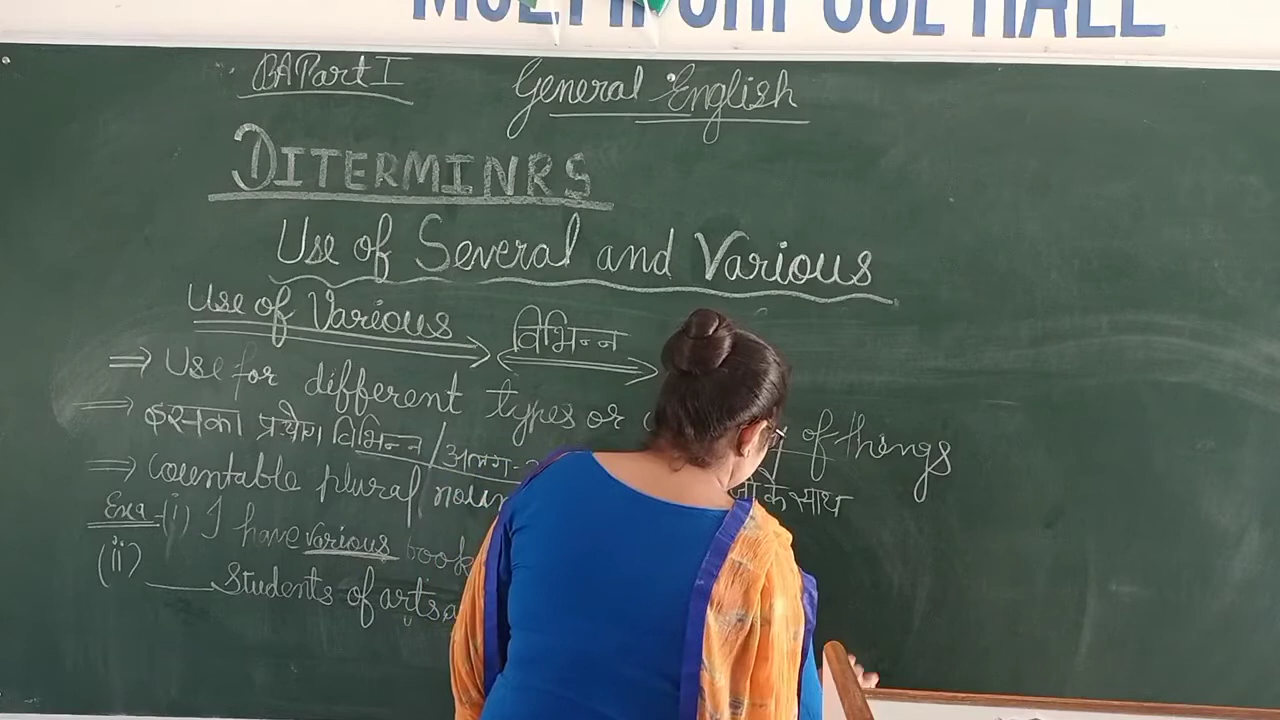 MULTIPURPOSE HALL
BA Part I
General English
DITERMINRS
Use of Several and Various
Use of Various
विभिन्न
⇒ Use for different types or of things
⇒ इसका प्रयोग विभिन्न / अलग- के साथ
⇒ Countable plural noun
Exa (i) I have various book
(ii) ___ Students of arts